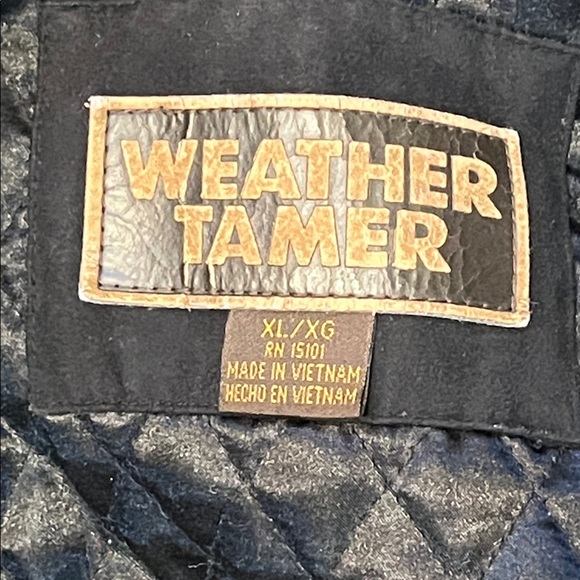 WEATHER
TAMER
XL/XG
RN 15101
MADE IN VIETNAM
HECHO EN VIETNAM